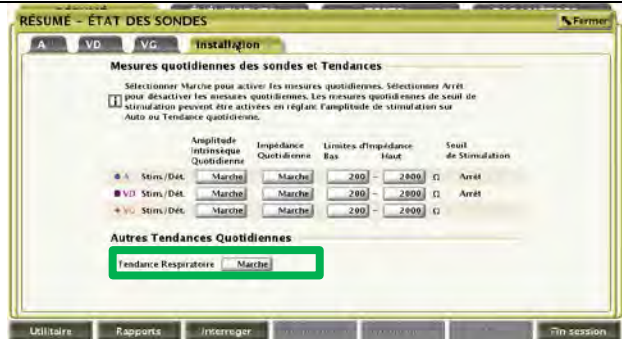 RÉSUMÉ - ÉTAT DES SONDES
Fermer
A VD VG Installation
Mesures quotidiennes des sondes et Tendances
Sélectionner Marche pour activer les mesures quotidiennes. Sélectionner Arrêt
pour désactiver les mesures quotidiennes. Les mesures quotidiennes de seuil de
stimulation peuvent être activées en réglant l'amplitude de stimulation sur
Auto ou Tendance quotidienne.
Amplitude Intrinsèque Quotidienne Impédance Quotidienne Limites d'Impédance Bas Haut Seuil de Stimulation
A Stim./Dét. Marche Marche 200 - 2000 Ω Arrêt
VD Stim./Dét. Marche Marche 200 - 2000 Ω Arrêt
VG Stim./Dét. Marche Marche 200 - 2000 Ω
Autres Tendances Quotidiennes
Tendance Respiratoire Marche
Utilitaire Rapports Interroger Fin session